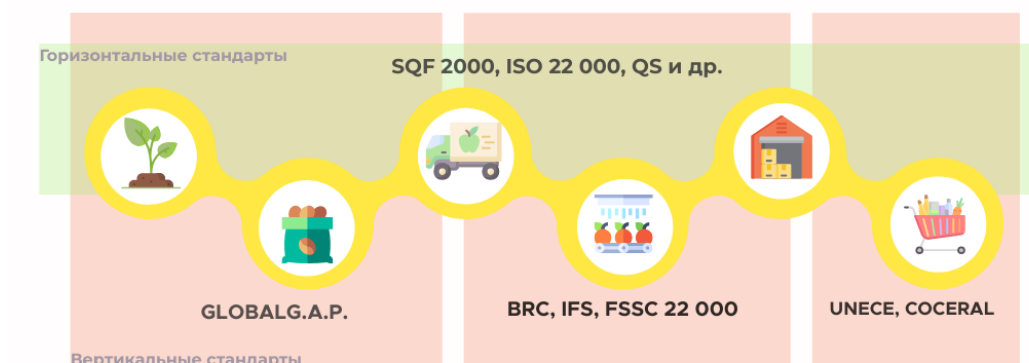 Горизонтальные стандарты
SQF 2000, ISO 22 000, QS и др.
GLOBALG.A.P.
BRC, IFS, FSSC 22 000
UNECE, COCERAL
Вертикальные стандарты